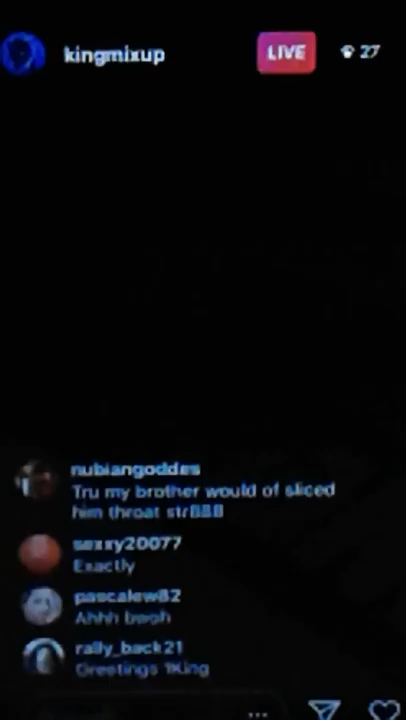 kingmixup
LIVE 27
nubiangoddes
Tru my brother would of sliced
him throat str888
sexxy20077
Exactly
pascalew82
Ahhh bwoh
rally_back21
Greetings 1King